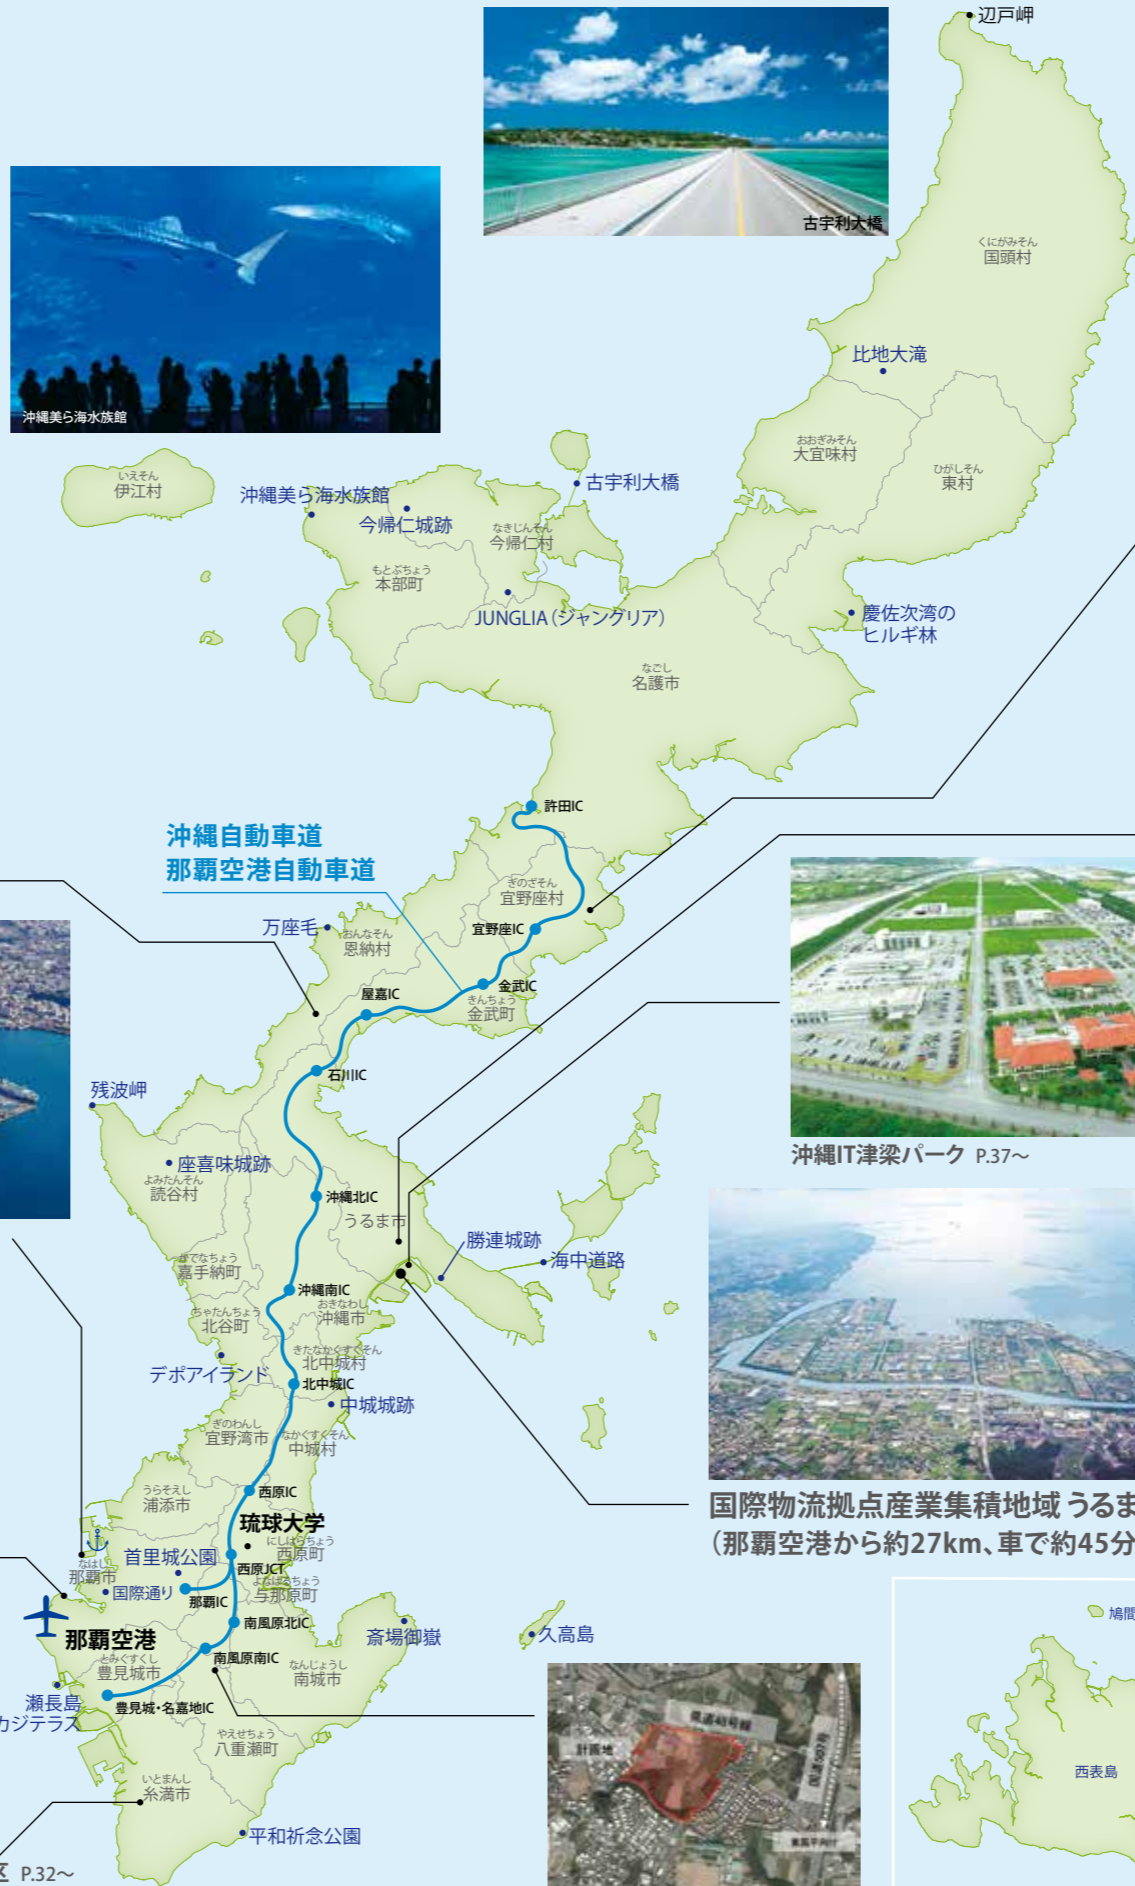 辺戸岬
古宇利大橋
くにがみそん
国頭村
沖縄美ら海水族館
比地大滝
おおぎみそん
大宜味村
ひがしそん
東村
いえそん
伊江村
沖縄美ら海水族館
今帰仁城跡
古宇利大橋
なきじんそん
今帰仁村
もとぶちょう
本部町
JUNGLIA（ジャングリア）
慶佐次湾の
ヒルギ林
なごし
名護市
許田IC
沖縄自動車道
那覇空港自動車道
ぎのざそん
宜野座村
宜野座IC
万座毛
おんなそん
恩納村
金武IC
きんちょう
金武町
屋嘉IC
石川IC
残波岬
座喜味城跡
よみたんそん
読谷村
沖縄IT津梁パーク P.37～
沖縄北IC
うるま市
勝連城跡
海中道路
かでなちょう
嘉手納町
沖縄南IC
おきなわし
沖縄市
ちゃたんちょう
北谷町
きたなかぐすくそん
北中城村
デポアイランド
北中城IC
中城城跡
ぎのわんし
宜野湾市
なかぐすくそん
中城村
うらそえし
浦添市
西原IC
国際物流拠点産業集積地域 うるま
（那覇空港から約27km、車で約45分
琉球大学
にしはらちょう
西原町
首里城公園
西原JCT
なはし
那覇市
国際通り
那覇IC
よなばるちょう
与那原町
南風原北IC
那覇空港
斎場御嶽
久高島
鳩間
とみぐすくし
豊見城市
南風原南IC
なんじょうし
南城市
瀬長島
カジテラス
豊見城・名嘉地IC
やえせちょう
八重瀬町
県道48号線
計画地
国道507号
西表島
いとまんし
糸満市
平和祈念公園
区 P.32～